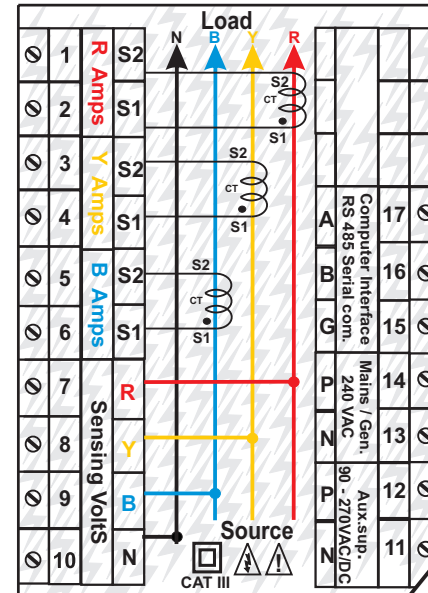 Load
N B Y R
1 S2
2 S1
R Amps
3 S2
4 S1
Y Amps
5 S2
6 S1
B Amps
7 R
8 Y
9 B
10 N
Sensing VoltS
S2
CT
S1
S2
CT
S1
S2
CT
S1
Source
CAT III
A 17
B 16
G 15
Computer Interface
RS 485 Serial com.
P 14
N 13
Mains / Gen.
240 VAC
P 12
N 11
Aux.sup.
90 - 270VAC/DC